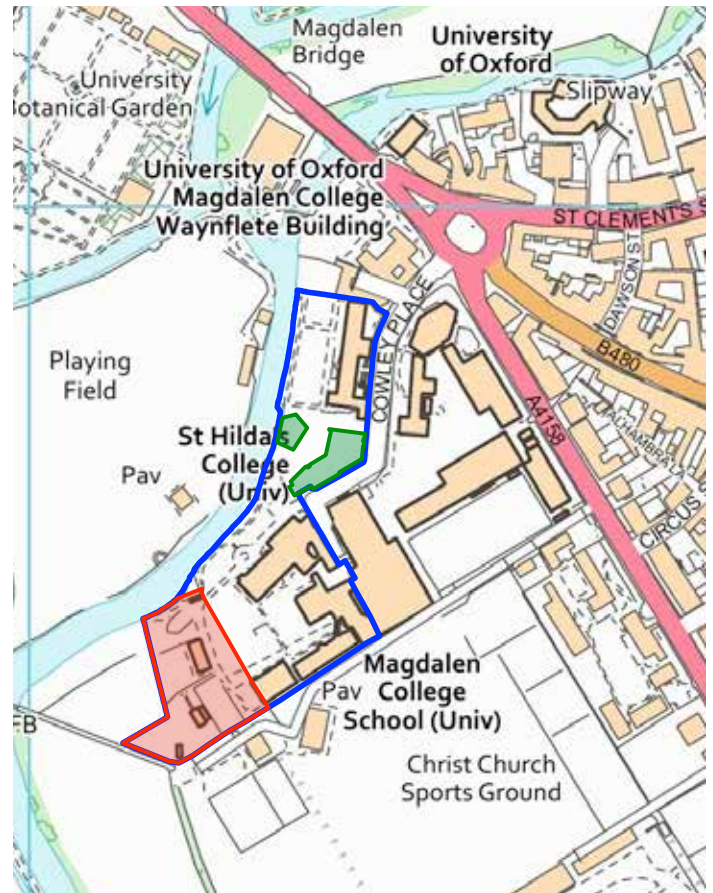 Magdalen
Bridge
University
of Oxford
University
Botanical Garden
Slipway
University of Oxford
Magdalen College
Waynflete Building
ST CLEMENTS S
DAWSON ST
COWLEY PLACE
B480
Playing
Field
A4158
ALHAMBRA LA
St Hilda's
College
(Univ)
Pav
CIRCUS S
Magdalen
College
School (Univ)
Pav
FB
Christ Church
Sports Ground